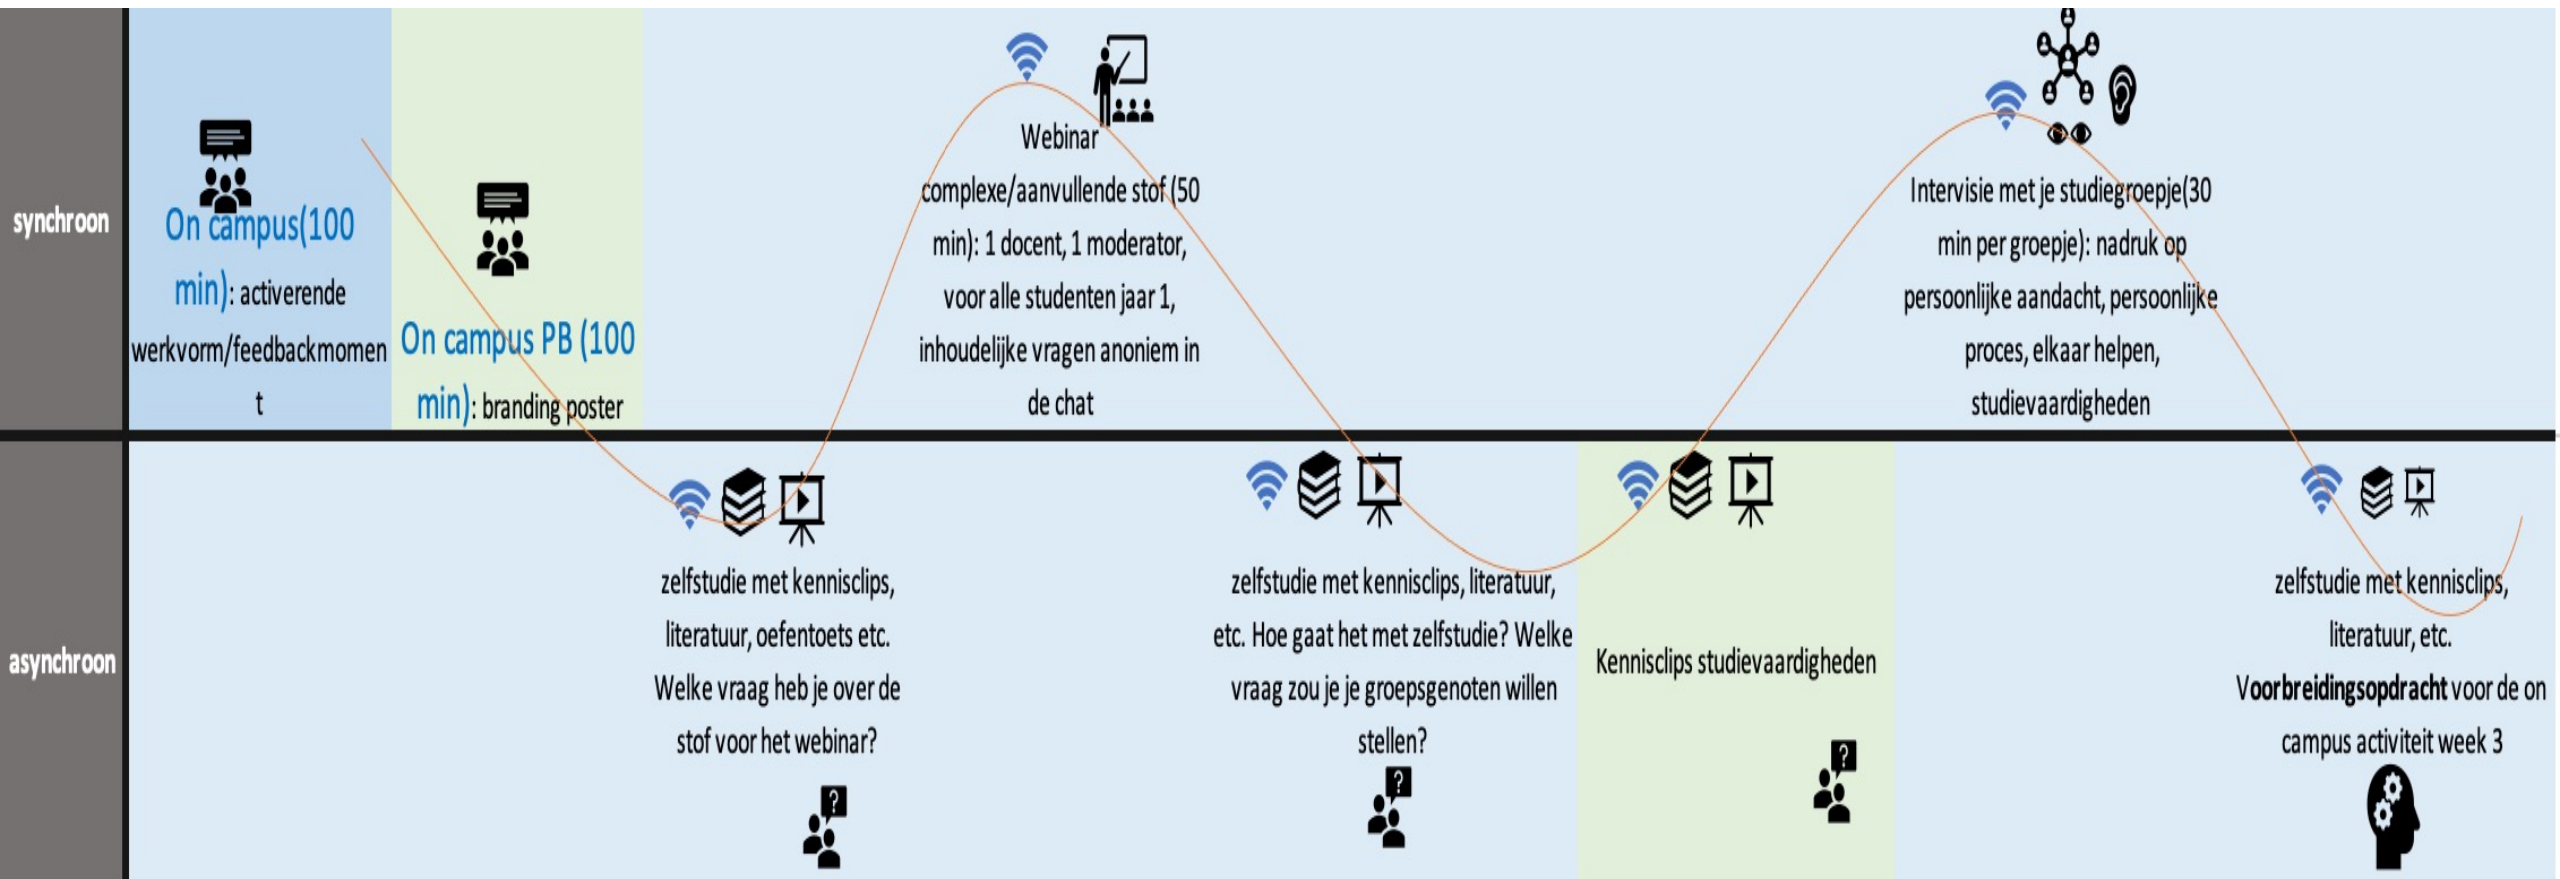 synchroon
On campus(100
min): activerende
werkvorm/feedbackmomen
t
On campus PB (100
min): branding poster
Webinar
complexe/aanvullende stof (50
min): 1 docent, 1 moderator,
voor alle studenten jaar 1,
inhoudelijke vragen anoniem in
de chat
Intervisie met je studiegroepje(30
min per groepje): nadruk op
persoonlijke aandacht, persoonlijke
proces, elkaar helpen,
studievaardigheden
asynchroon
zelfstudie met kennisclips,
literatuur, oefentoets etc.
Welke vraag heb je over de
stof voor het webinar?
?
zelfstudie met kennisclips, literatuur,
etc. Hoe gaat het met zelfstudie? Welke
vraag zou je je groepsgenoten willen
stellen?
?
Kennisclips studievaardigheden
?
zelfstudie met kennisclips,
literatuur, etc.
Voorbreidingsopdracht voor de on
campus activiteit week 3